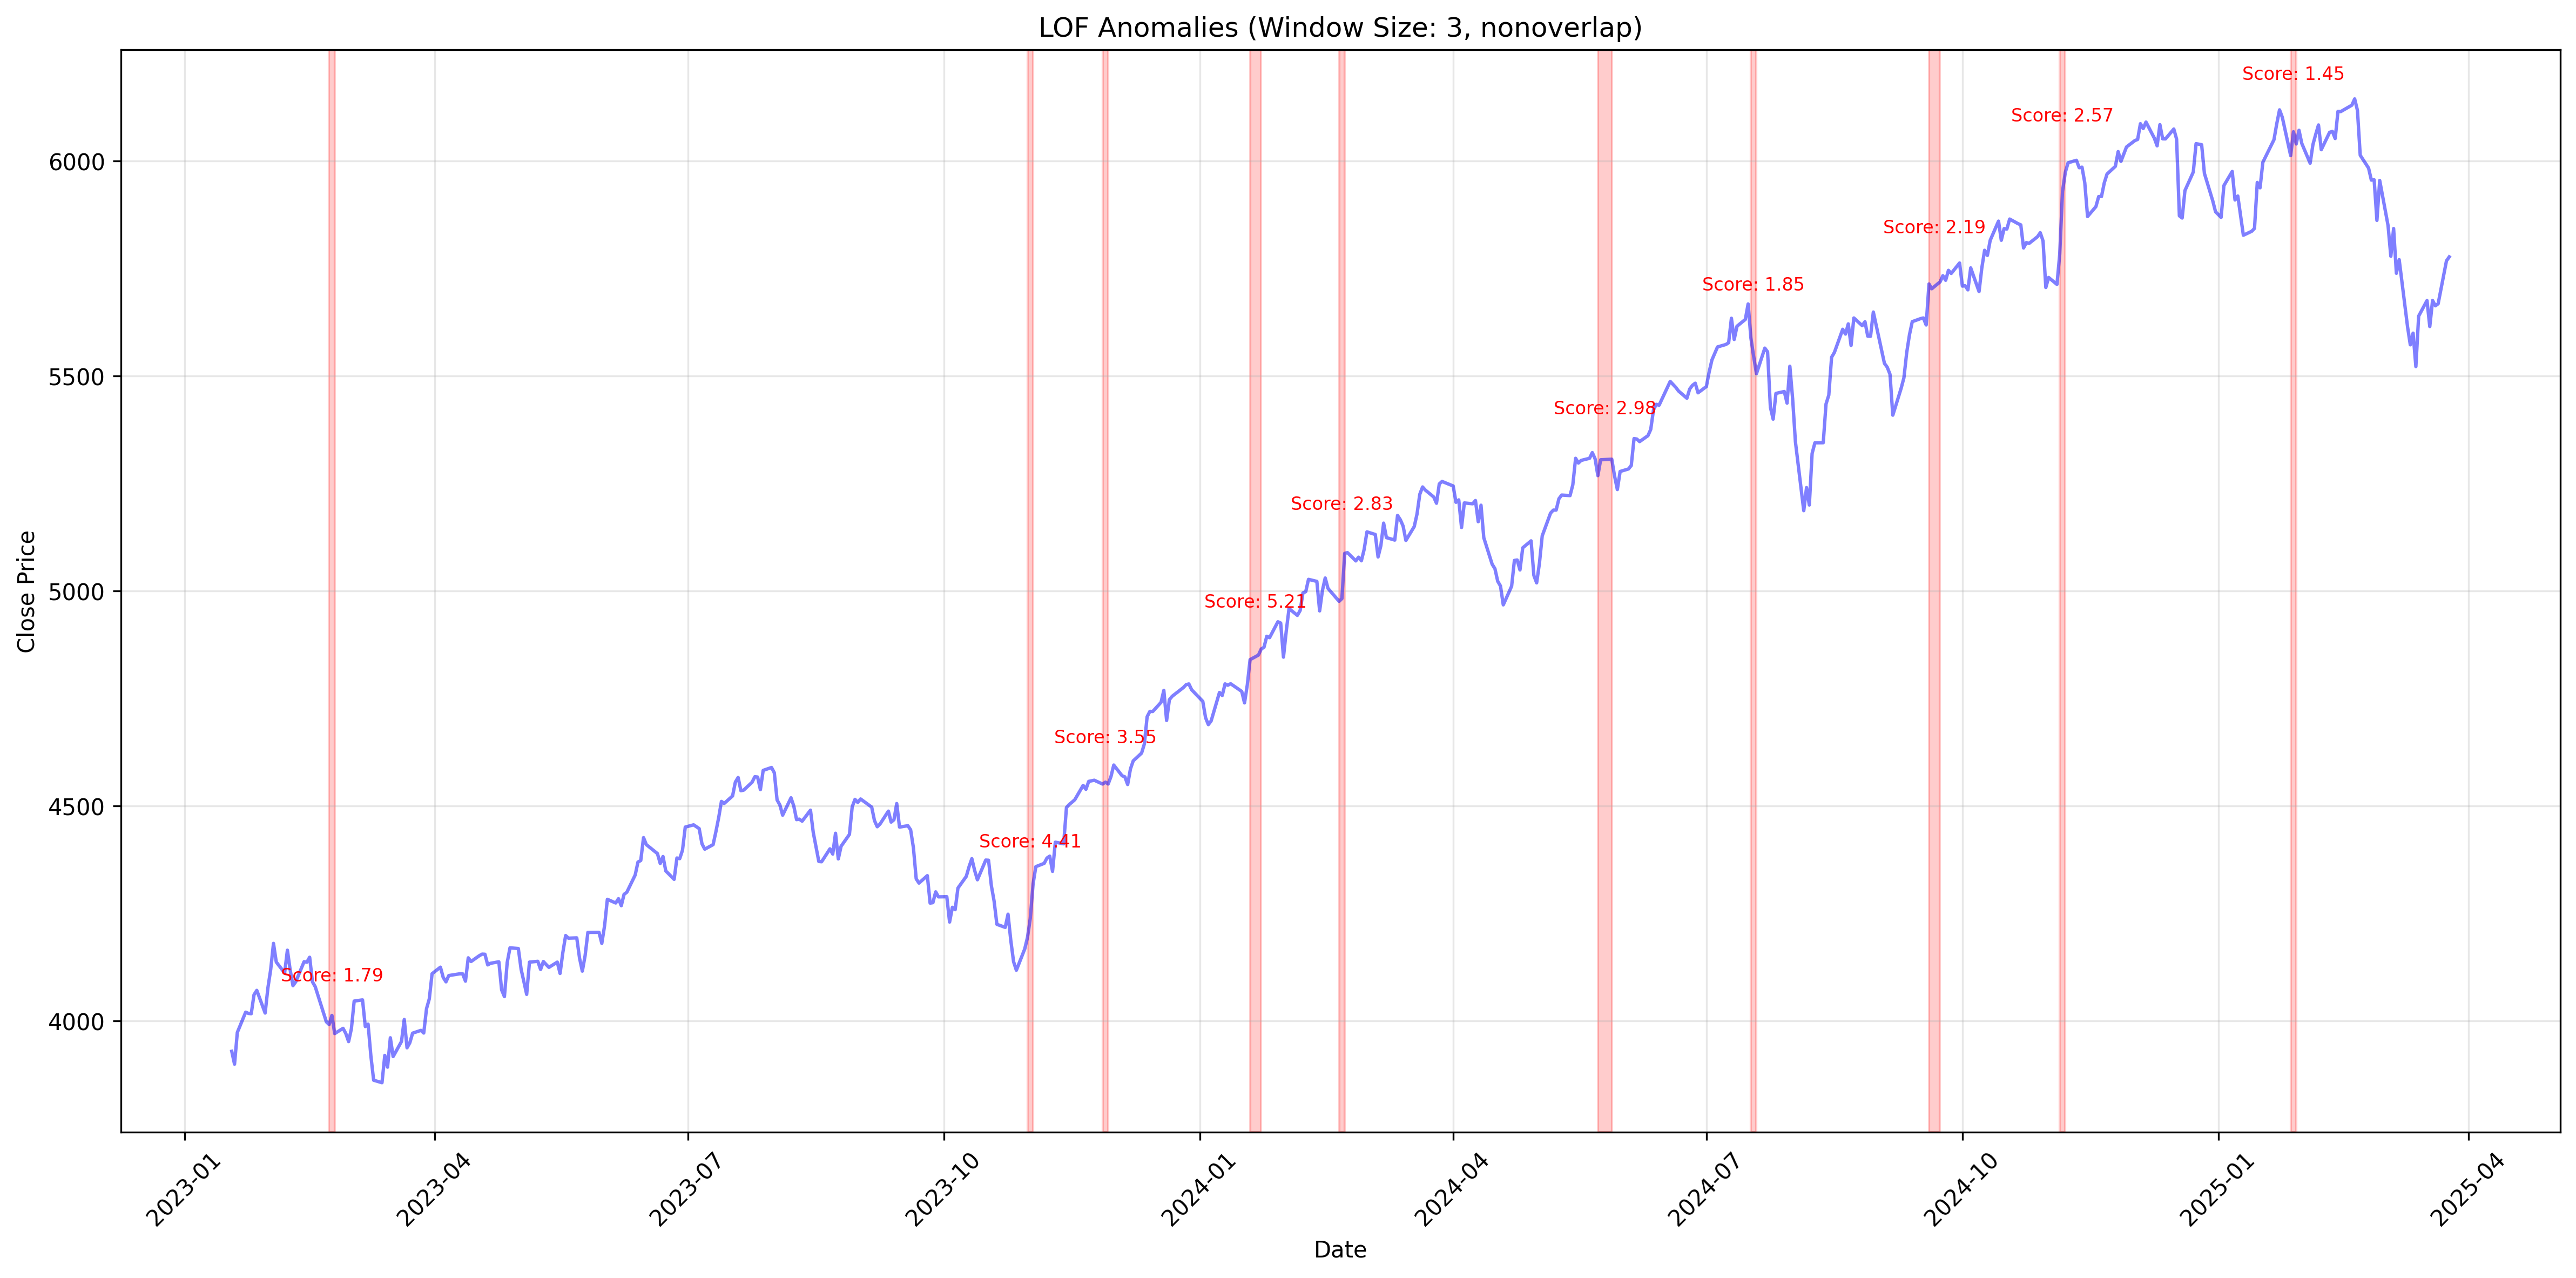 LOF Anomalies (Window Size: 3, nonoverlap)
Score: 1.45
Score: 2.57
6000
Score: 2.19
Score: 1.85
5500
Score: 2.98
Score: 2.83
5000
Score: 5.21
Close Price
Score: 3.55
4500
Score: 4.41
Score: 1.79
4000
2023-01
2023-04
2023-07
2023-10
2024-01
2024-04
2024-07
2024-10
2025-01
2025-04
Date